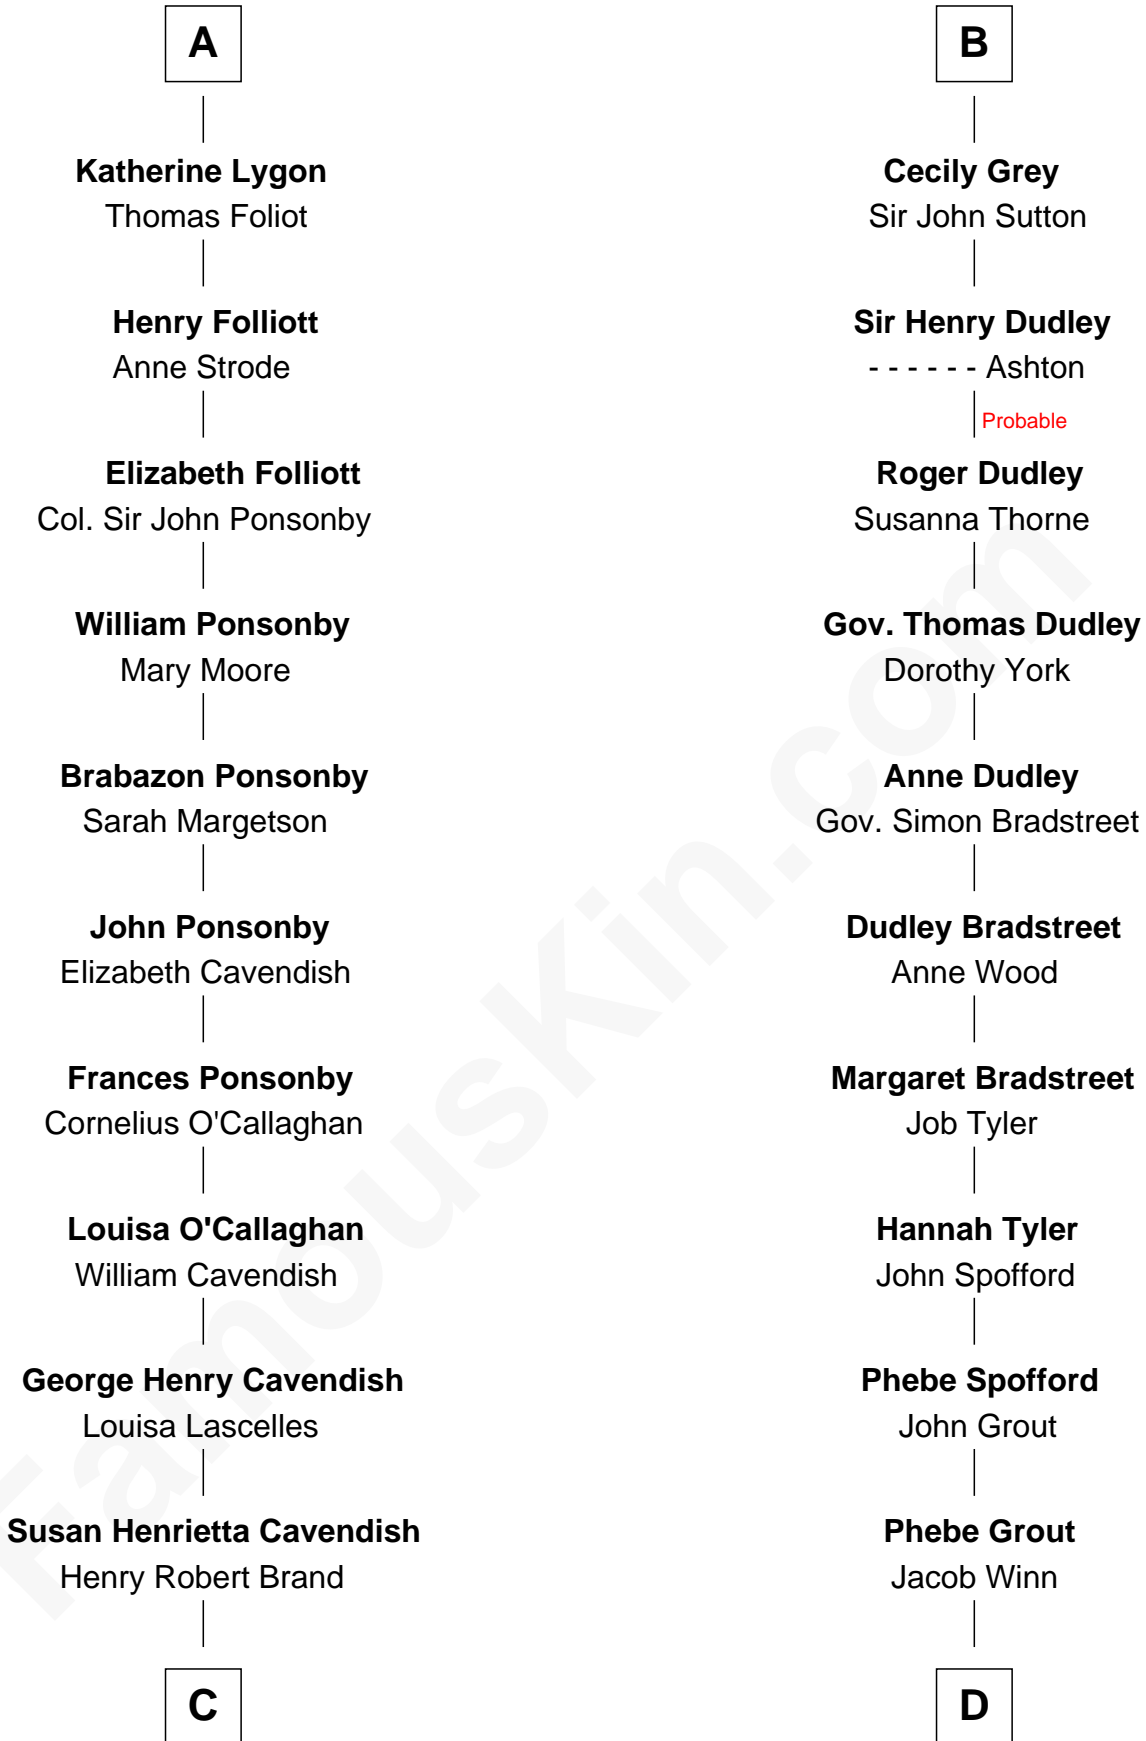 A
Katherine Lygon
Thomas Foliot
Henry Folliott
Anne Strode
Elizabeth Folliott
Col. Sir John Ponsonby
William Ponsonby
Mary Moore
Brabazon Ponsonby
Sarah Margetson
John Ponsonby
Elizabeth Cavendish
Frances Ponsonby
Cornelius O'Callaghan
Louisa O'Callaghan
William Cavendish
George Henry Cavendish
Louisa Lascelles
Susan Henrietta Cavendish
Henry Robert Brand
C
B
Cecily Grey
Sir John Sutton
Sir Henry Dudley
- - - - - - Ashton
Probable
Roger Dudley
Susanna Thorne
Gov. Thomas Dudley
Dorothy York
Anne Dudley
Gov. Simon Bradstreet
Dudley Bradstreet
Anne Wood
Margaret Bradstreet
Job Tyler
Hannah Tyler
John Spofford
Phebe Spofford
John Grout
Phebe Grout
Jacob Winn
D
FamousKin.com